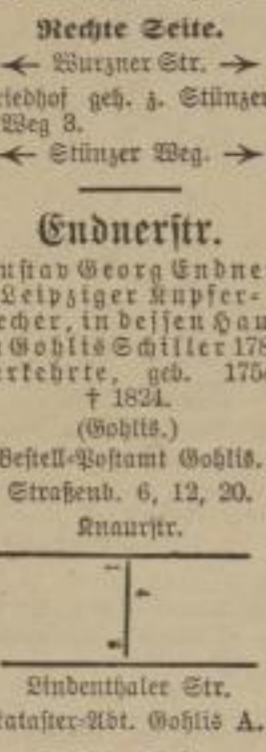 Rechte Seite.
← Wurzner Str. →
riedhof geh. z. Stünzer
Weg 3.
← Stünzer Weg. →
Endnerstr.
ustav Georg Endne
Leipziger Kupfer-
echer, in dessen Hau
Gohlis Schiller 178
erkehrte, geb. 175
† 1824.
(Gohlis.)
Bestell-Postamt Gohlis.
Straßenb. 6, 12, 20.
Knaurstr.
Lindenthaler Str.
ataster-Abt. Gohlis A.